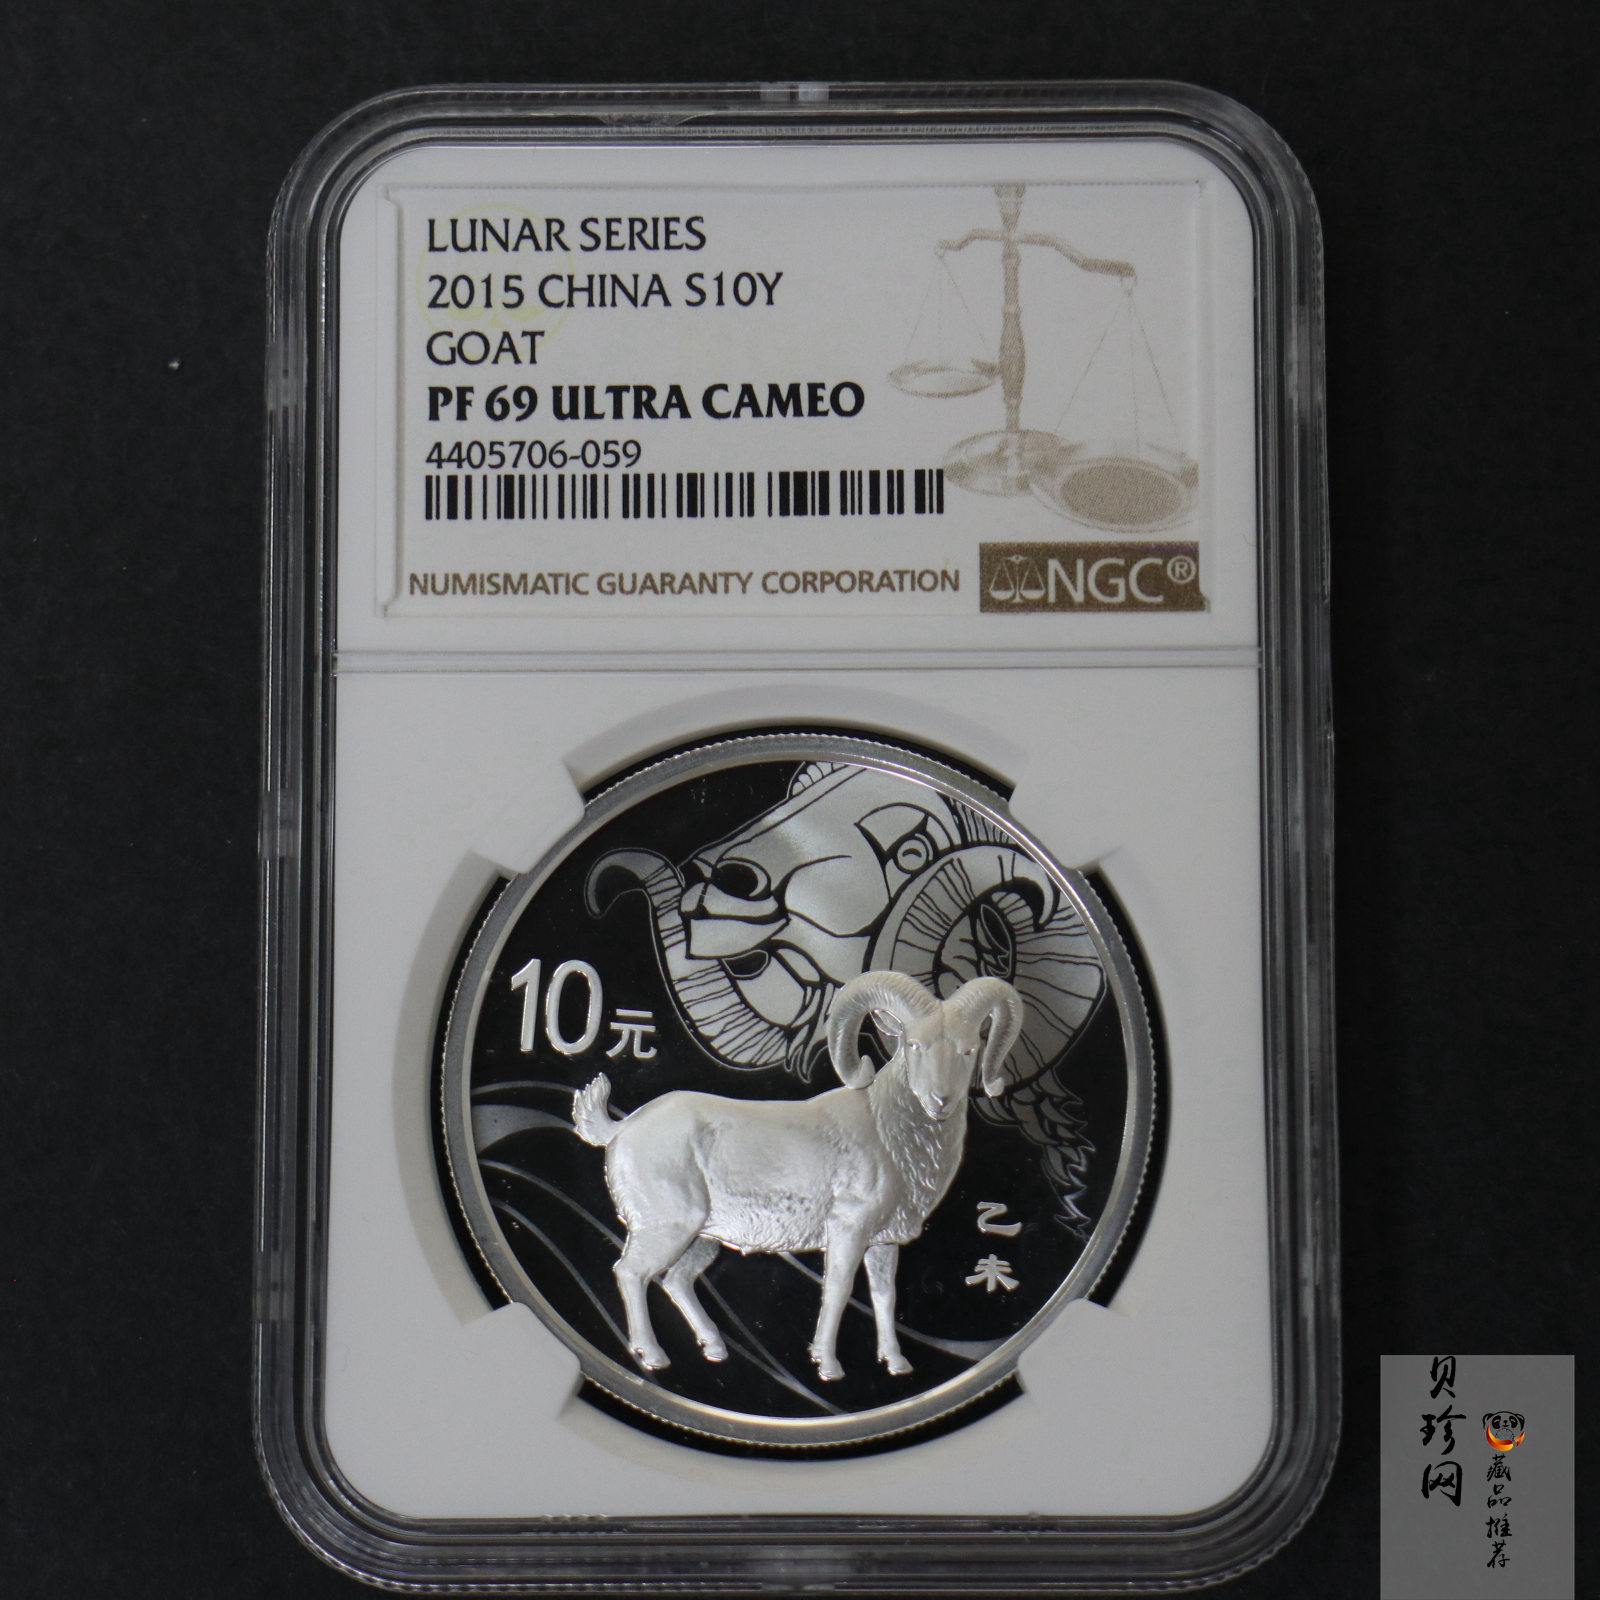 LUNAR SERIES
2015 CHINA S10Y
GOAT
PF 69 ULTRA CAMEO
4405706-059
NUMISMATIC GUARANTY CORPORATION
NGC®
10元
乙
未
贝珍网
藏品推荐